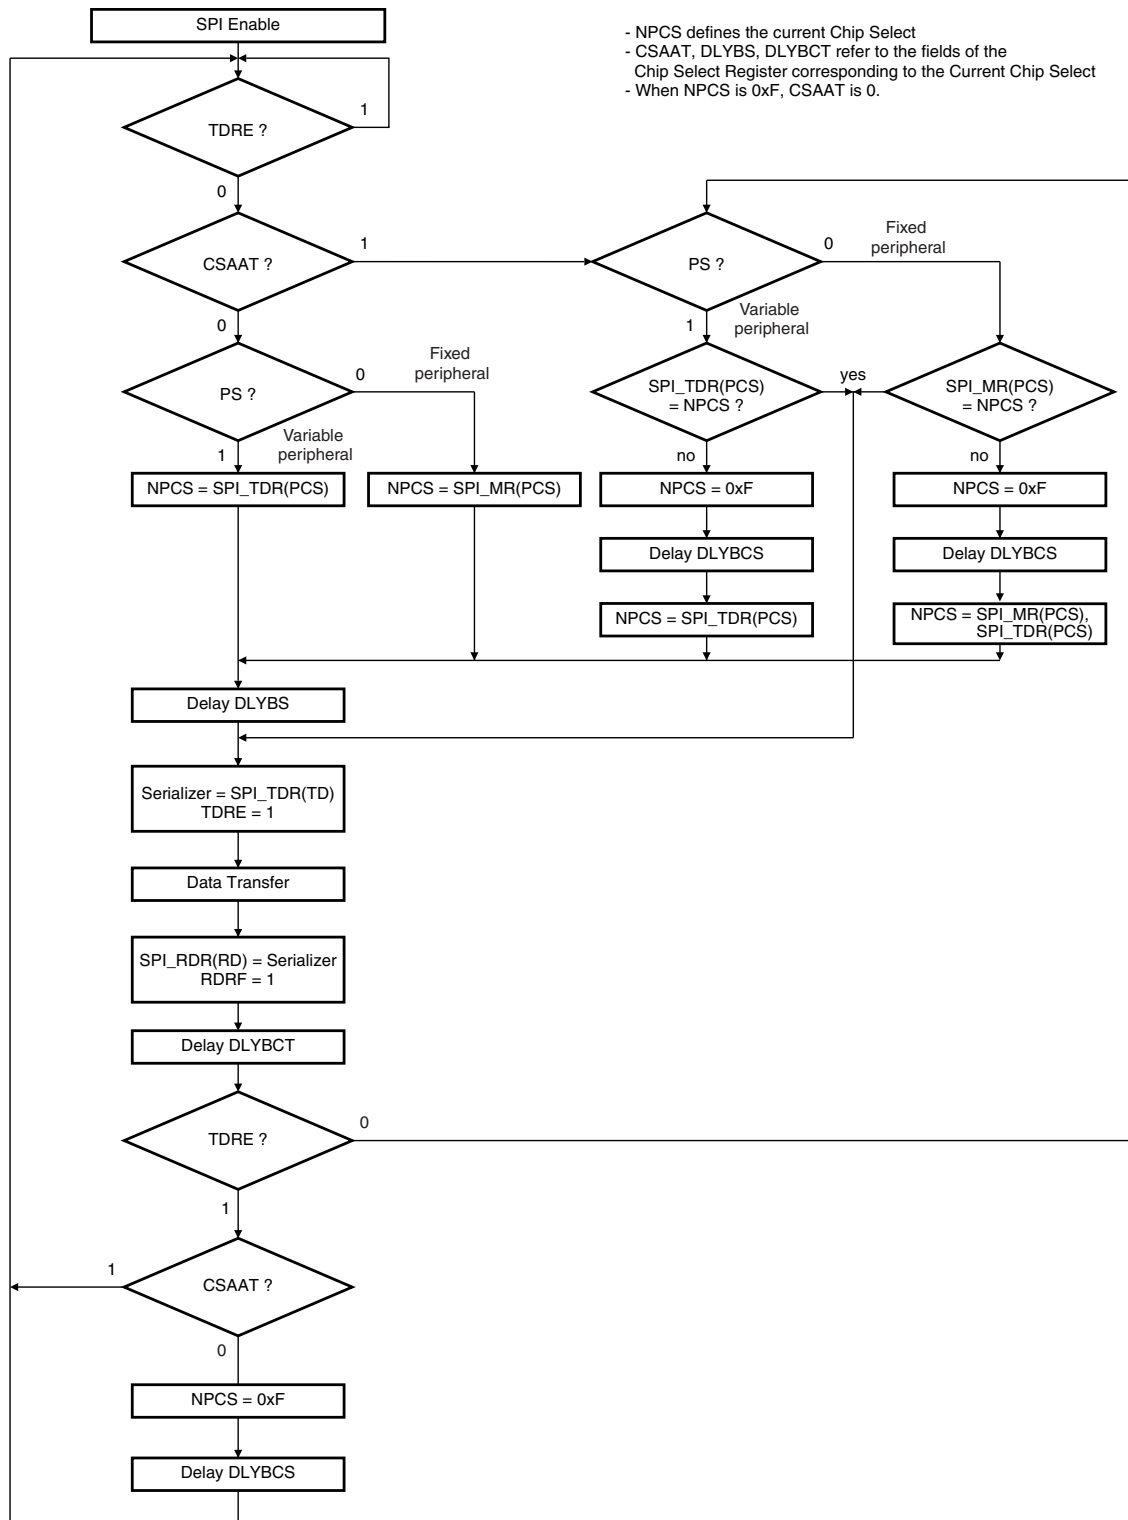 SPI Enable
- NPCS defines the current Chip Select
- CSAAT, DLYBS, DLYBCT refer to the fields of the
Chip Select Register corresponding to the Current Chip Select
- When NPCS is 0xF, CSAAT is 0.
TDRE ?
1
0
CSAAT ?
1
0
PS ?
0
Fixed
peripheral
1
Variable
peripheral
PS ?
0
Fixed
peripheral
1
Variable
peripheral
SPI_TDR(PCS)
= NPCS ?
yes
SPI_MR(PCS)
= NPCS ?
no
no
NPCS = SPI_TDR(PCS)
NPCS = SPI_MR(PCS)
NPCS = 0xF
NPCS = 0xF
Delay DLYBCS
Delay DLYBCS
NPCS = SPI_TDR(PCS)
NPCS = SPI_MR(PCS),
SPI_TDR(PCS)
Delay DLYBS
Serializer = SPI_TDR(TD)
TDRE = 1
Data Transfer
SPI_RDR(RD) = Serializer
RDRF = 1
Delay DLYBCT
TDRE ?
0
1
CSAAT ?
1
0
NPCS = 0xF
Delay DLYBCS